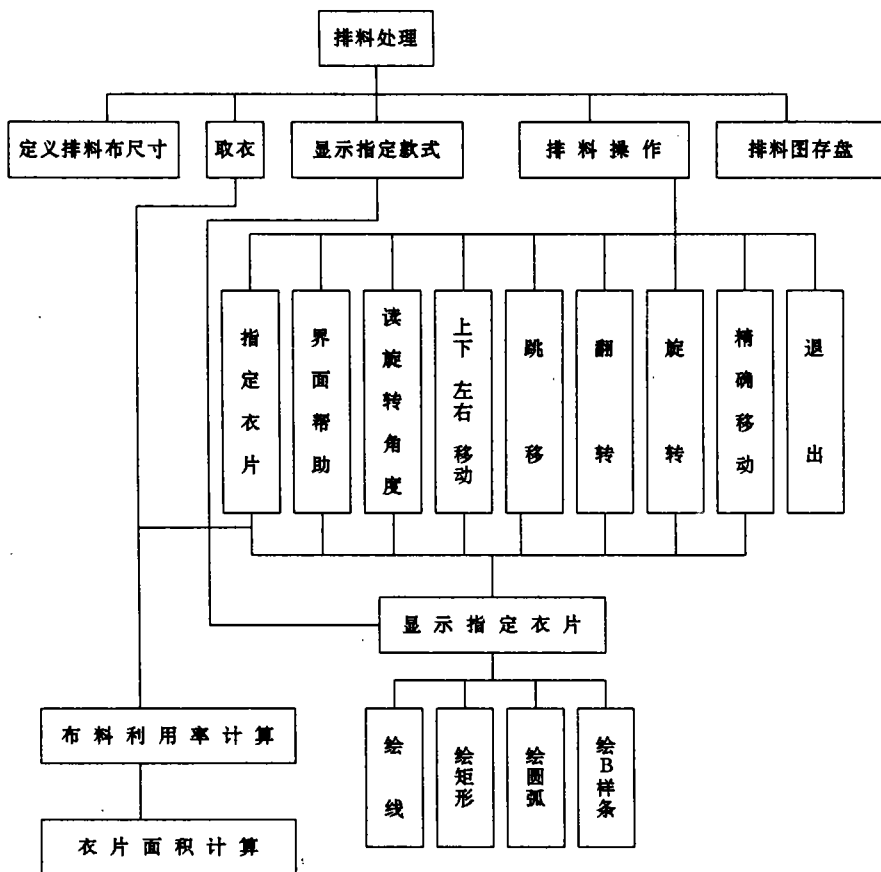 排料处理
定义排料布尺寸
取衣
显示指定款式
排料操作
排料图存盘
指定衣片
界面帮助
读旋转角度
上下左右移动
跳移
翻转
旋转
精确移动
退出
显示指定衣片
布料利用率计算
绘线
绘矩形
绘圆弧
绘B样条
衣片面积计算